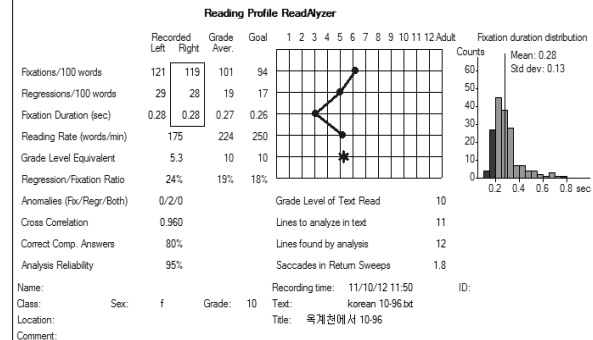 Reading Profile ReadAlyzer
Recorded Grade Goal 1 2 3 4 5 6 7 8 9 10 11 12 Adult Fixation duration distribution
Left Right Aver.
Counts Mean: 0.28
Std dev: 0.13
Fixations/100 words 121 119 101 94
Regressions/100 words 29 28 19 17
Fixation Duration (sec) 0.28 0.28 0.27 0.26
Reading Rate (words/min) 175 224 250
Grade Level Equivalent 5.3 10 10
60
50
40
30
20
10
0
0.2 0.4 0.6 0.8 sec
Regression/Fixation Ratio 24% 19% 18%
Anomalies (Fix/Regr/Both) 0/2/0 Grade Level of Text Read 10
Cross Correlation 0.960 Lines to analyze in text 11
Correct Comp. Answers 80% Lines found by analysis 12
Analysis Reliability 95% Saccades in Return Sweeps 1.8
Name: Recording time: 11/10/12 11:50 ID:
Class: Sex: f Grade: 10 Text: korean 10-96.txt
Location: Title: 옥계천에서 10-96
Comment: